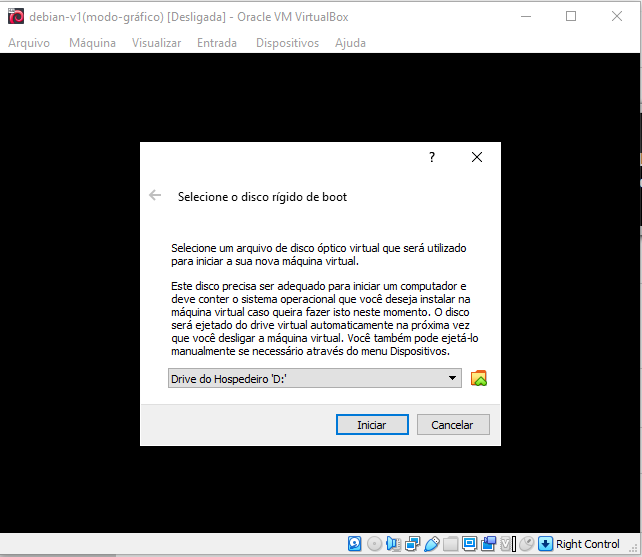 debian-v1(modo-gráfico) [Desligada] - Oracle VM VirtualBox
Arquivo Máquina Visualizar Entrada Dispositivos Ajuda
?
Selecione o disco rígido de boot
Selecione um arquivo de disco óptico virtual que será utilizado
para iniciar a sua nova máquina virtual.
Este disco precisa ser adequado para iniciar um computador e
deve conter o sistema operacional que você deseja instalar na
máquina virtual caso queira fazer isto neste momento. O disco
será ejetado do drive virtual automaticamente na próxima vez
que você desligar a máquina virtual. Você também pode ejetá-lo
manualmente se necessário através do menu Dispositivos.
Drive do Hospedeiro 'D:'
Iniciar Cancelar
Right Control